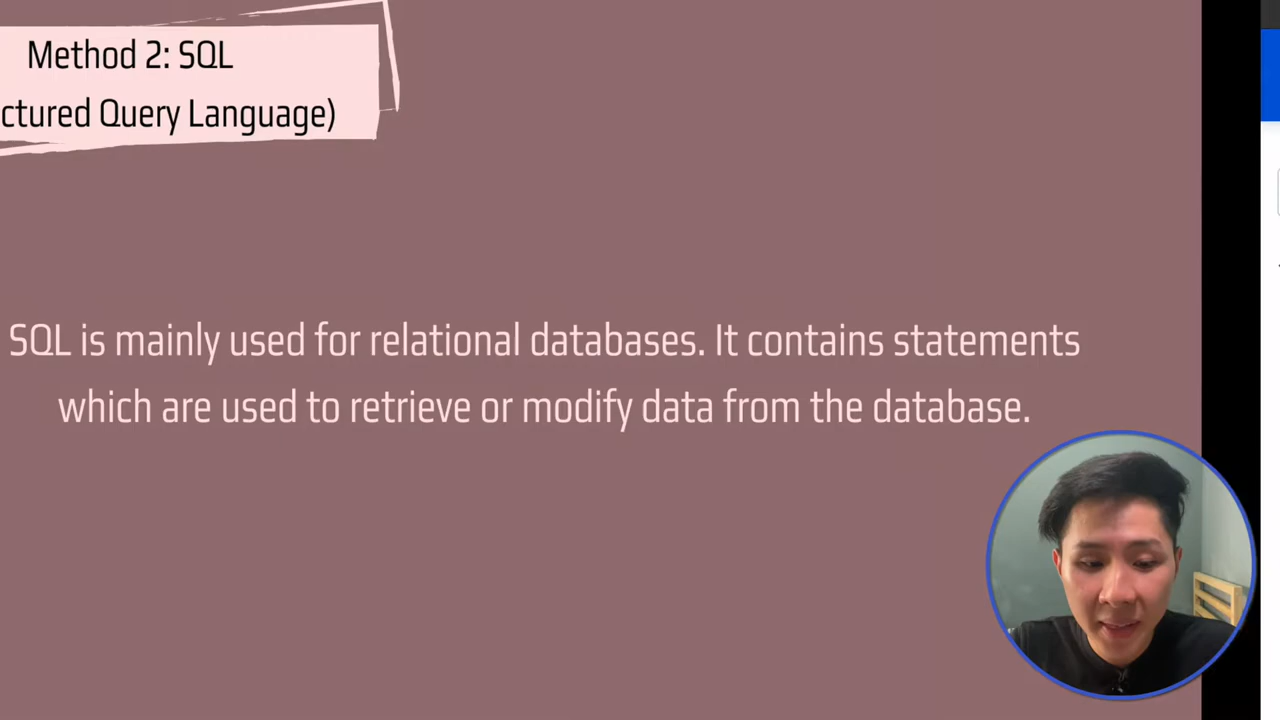 Method 2: SQL
ctured Query Language)
SQL is mainly used for relational databases. It contains statements
which are used to retrieve or modify data from the database.